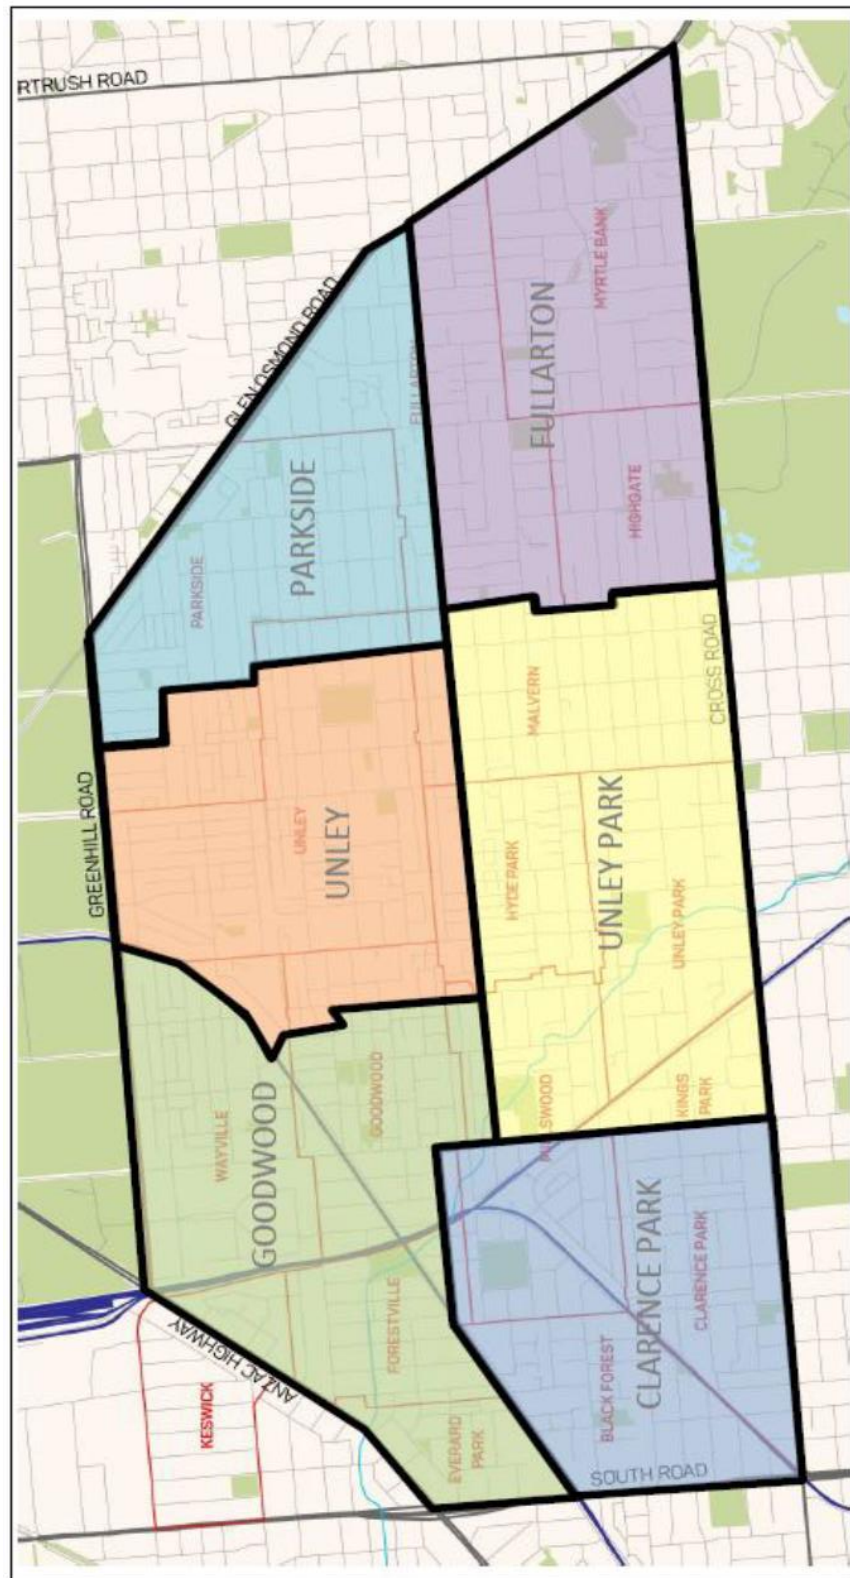 RTRUSH ROAD
GLEN OSMOND ROAD
MYRTLE BANK
FULLARTON
FULLARTON
HIGHGATE
PARKSIDE
PARKSIDE
MALVERN
CROSS ROAD
GREENHILL ROAD
UNLEY
UNLEY
HYDE PARK
UNLEY PARK
UNLEY PARK
GOODWOOD
WAYVILLE
GOODWOOD
KINGS
PARK
CLARENCE PARK
CLARENCE PARK
FORESTVILLE
BLACK FOREST
ANZAC HIGHWAY
KESWICK
EVERARD
PARK
SOUTH ROAD